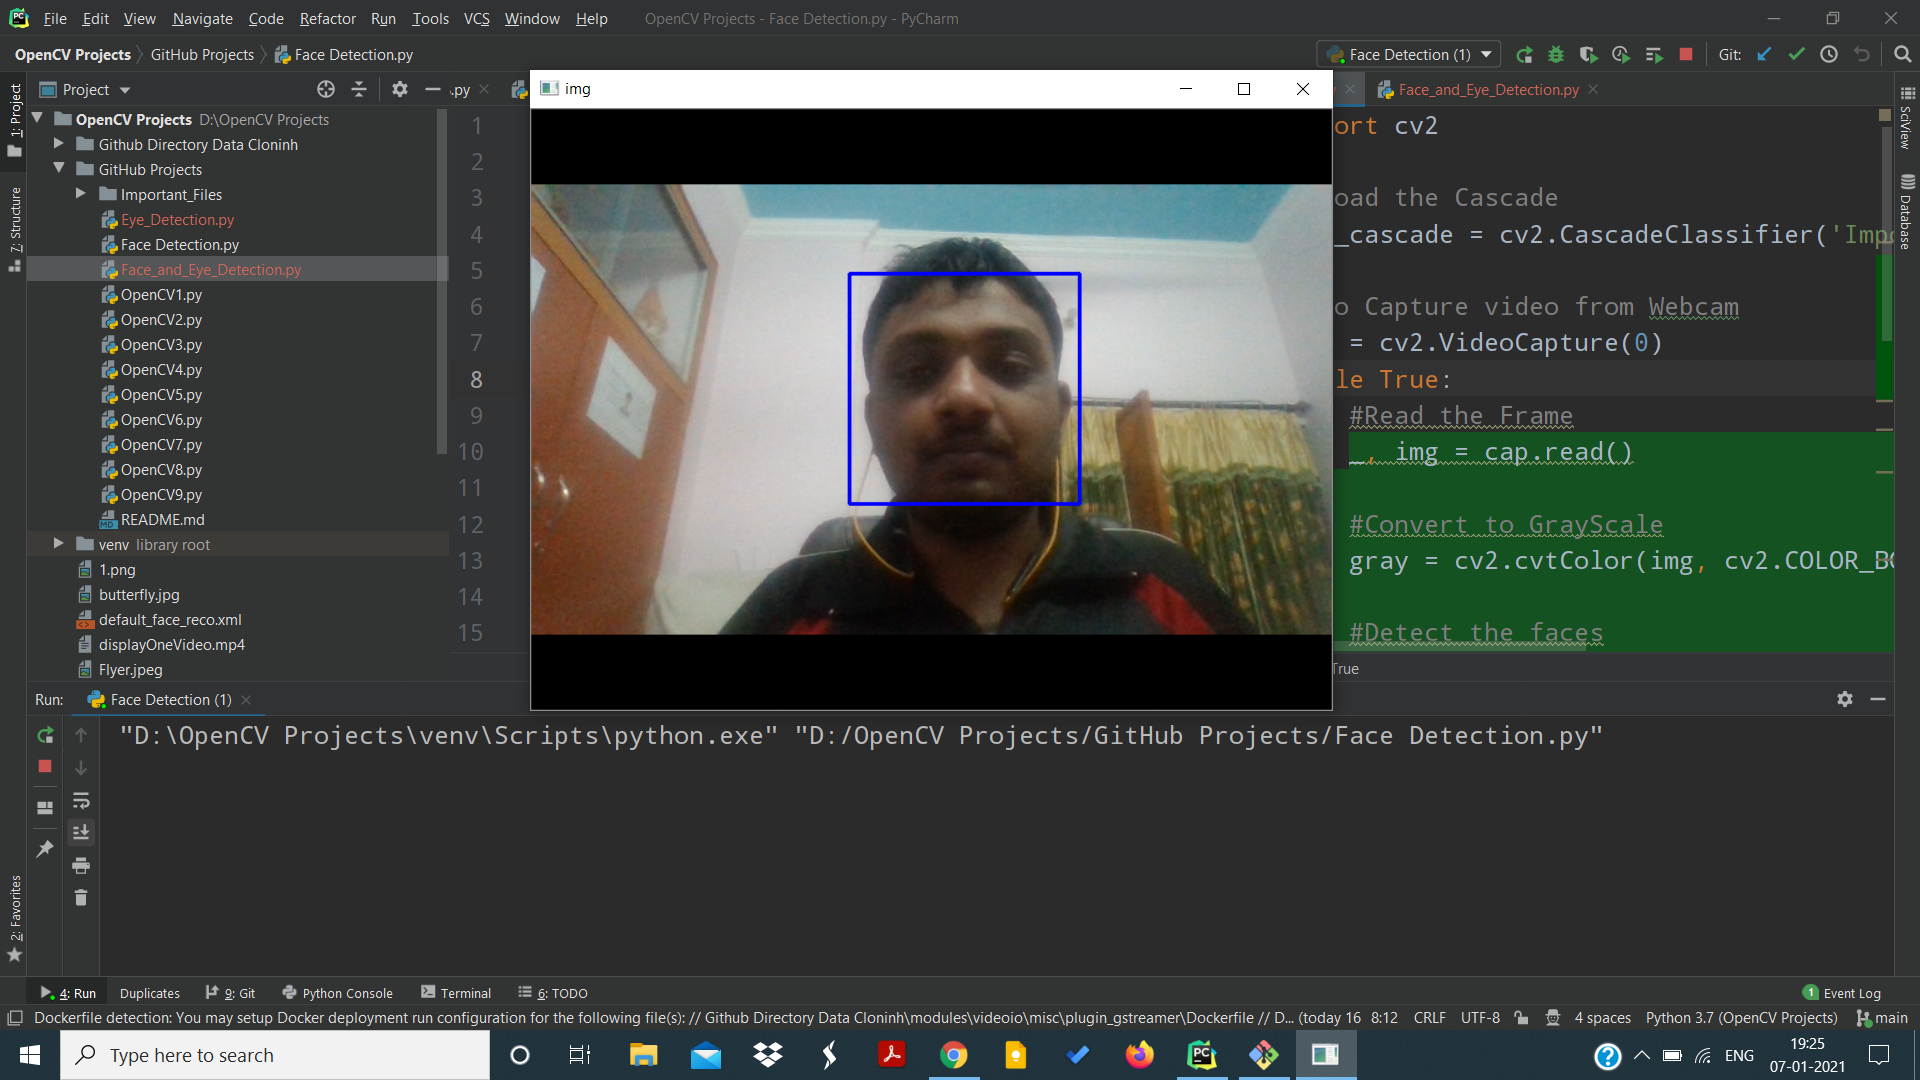 File Edit View Navigate Code Refactor Run Tools VCS Window Help OpenCV Projects - Face Detection.py - PyCharm
OpenCV Projects GitHub Projects Face Detection.py Face Detection (1) Git:
1: Project
7: Structure
2: Favorites
Project
OpenCV Projects D:\OpenCV Projects
Github Directory Data Cloninh
GitHub Projects
Important_Files
Eye_Detection.py
Face Detection.py
Face_and_Eye_Detection.py
OpenCV1.py
OpenCV2.py
OpenCV3.py
OpenCV4.py
OpenCV5.py
OpenCV6.py
OpenCV7.py
OpenCV8.py
OpenCV9.py
README.md
venv library root
1.png
butterfly.jpg
default_face_reco.xml
displayOneVideo.mp4
Flyer.jpeg
.py
img
Face_and_Eye_Detection.py
1
2
3
4
5
6
7
8
9
10
11
12
13
14
15
ort cv2
oad the Cascade
_cascade = cv2.CascadeClassifier('Imp
o Capture video from Webcam
= cv2.VideoCapture(0)
le True:
#Read the Frame
_, img = cap.read()
#Convert to GrayScale
gray = cv2.cvtColor(img, cv2.COLOR_B
#Detect the faces
True
SciView
Database
Run: Face Detection (1)
"D:\OpenCV Projects\venv\Scripts\python.exe" "D:/OpenCV Projects/GitHub Projects/Face Detection.py"
4: Run Duplicates 9: Git Python Console Terminal 6: TODO 1 Event Log
Dockerfile detection: You may setup Docker deployment run configuration for the following file(s): // Github Directory Data Cloninh\modules\videoio\misc\plugin_gstreamer\Dockerfile // D... (today 16 8:12 CRLF UTF-8 4 spaces Python 3.7 (OpenCV Projects) main
Type here to search
PC
ENG
19:25
07-01-2021